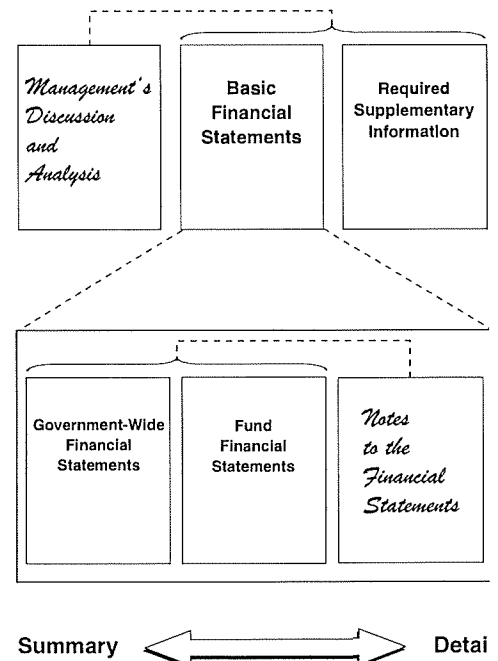 Management's
Discussion
and
Analysis
Basic
Financial
Statements
Required
Supplementary
Information
Government-Wide
Financial
Statements
Fund
Financial
Statements
Notes
to the
Financial
Statements
Summary
Detai